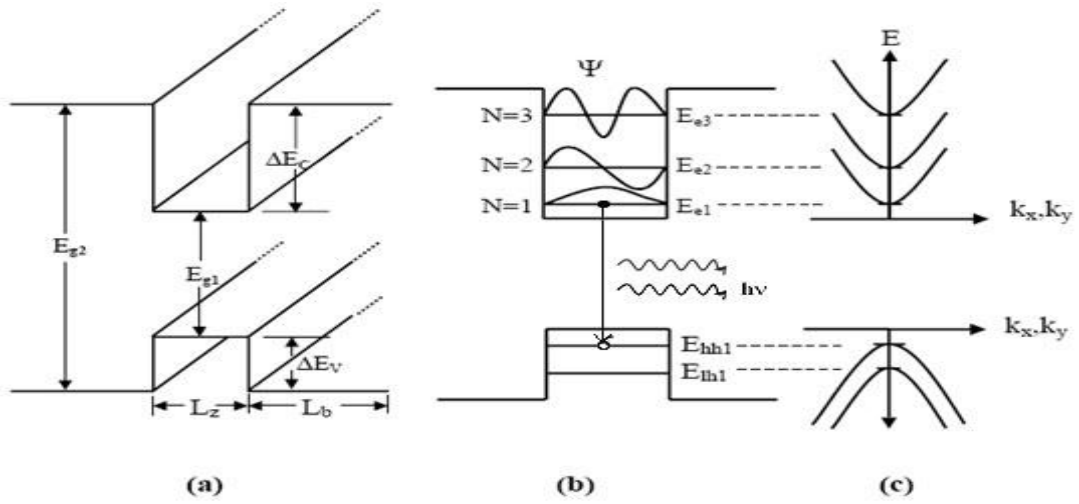 ΔE_C
E_g2
E_g1
ΔE_V
L_z
L_b
(a)
Ψ
N=3
E_e3
N=2
E_e2
N=1
E_e1
hν
E_hh1
E_lh1
(b)
E
k_x,k_y
k_x,k_y
(c)